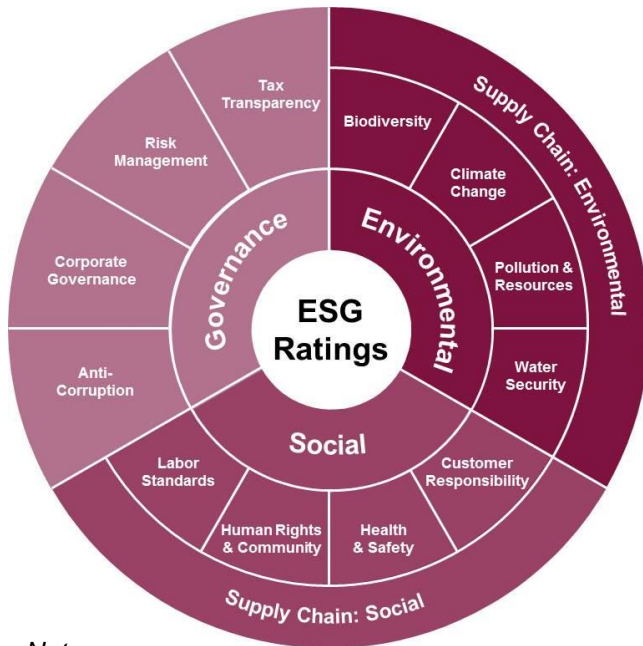 ESG
Ratings
Environmental
Biodiversity
Climate
Change
Pollution &
Resources
Water
Security
Supply Chain: Environmental
Social
Customer
Responsibility
Health
& Safety
Human Rights
& Community
Labor
Standards
Supply Chain: Social
Governance
Anti-
Corruption
Corporate
Governance
Risk
Management
Tax
Transparency